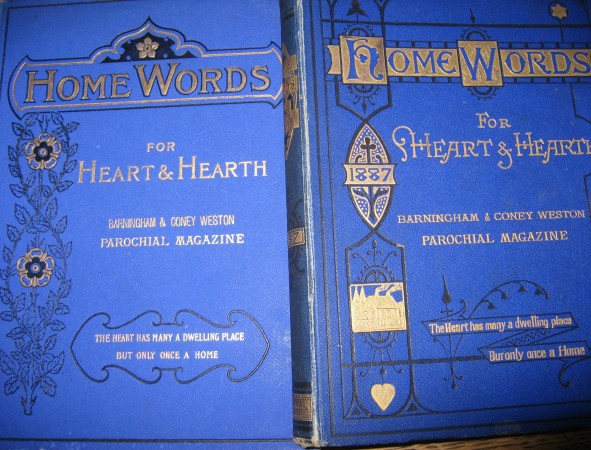 HOME WORDS
FOR
HEART & HEARTH
BARNINGHAM & CONEY WESTON
PAROCHIAL MAGAZINE
THE HEART HAS MANY A DWELLING PLACE
BUT ONLY ONCE A HOME
HOME WORDS
FOR
HEART & HEARTH
1887
BARNINGHAM & CONEY WESTON
PAROCHIAL MAGAZINE
The Heart has many a dwelling place
But only once a Home